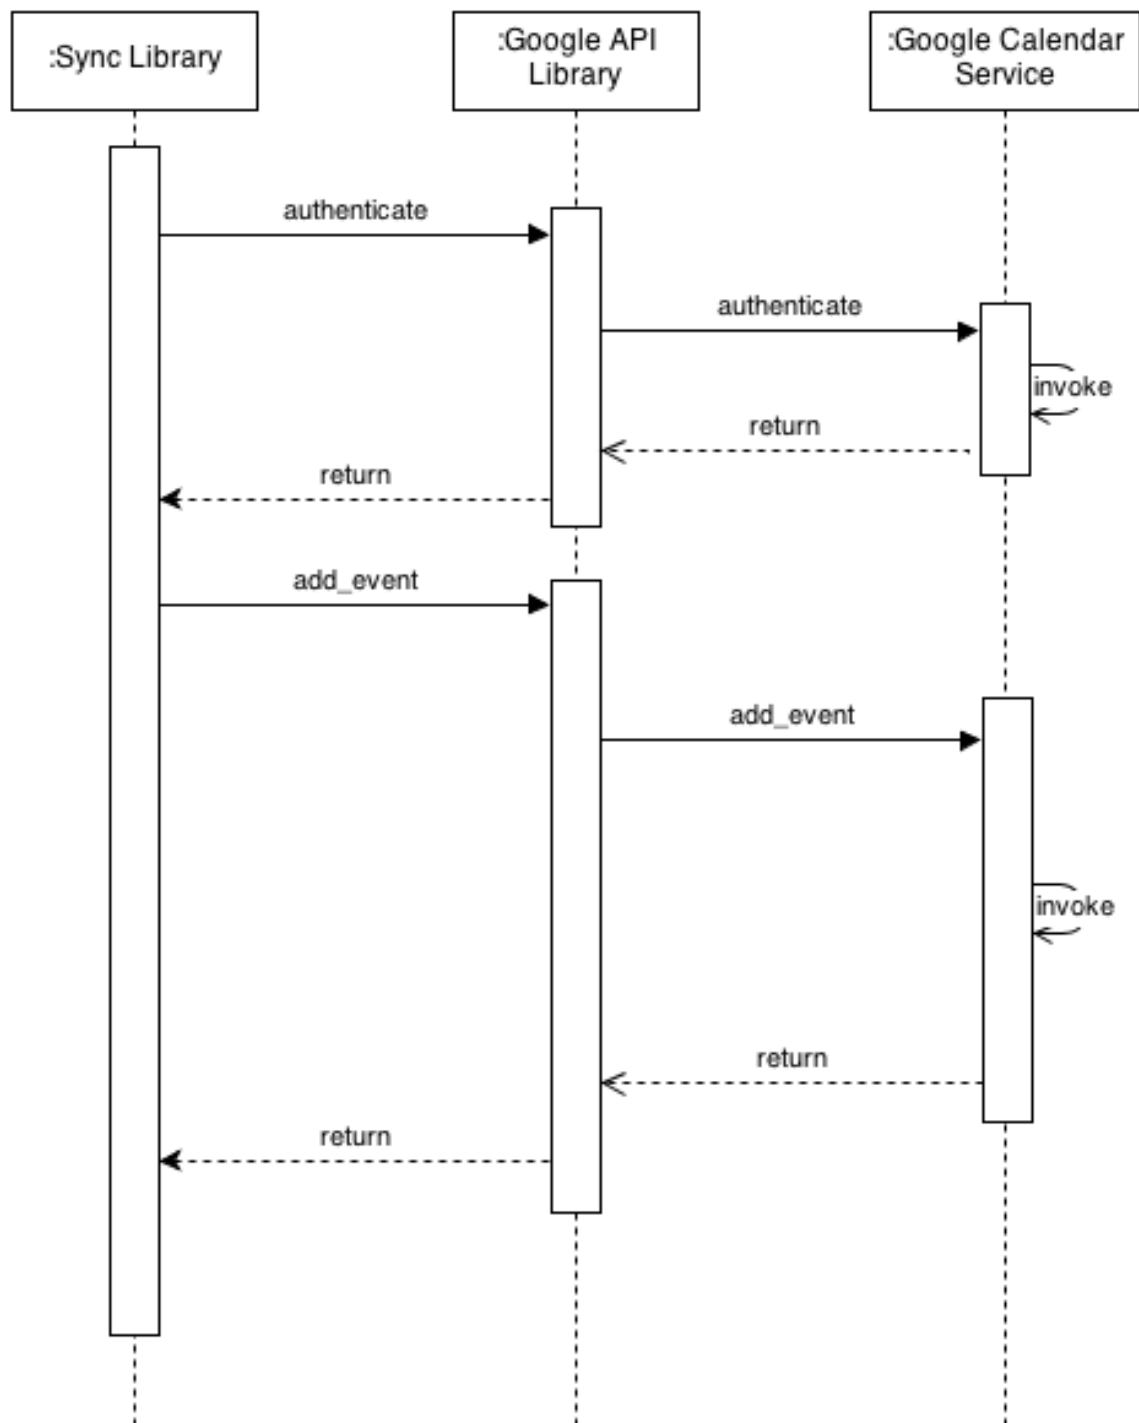 :Sync Library
:Google API
Library
:Google Calendar
Service
authenticate
authenticate
invoke
return
return
add_event
add_event
invoke
return
return